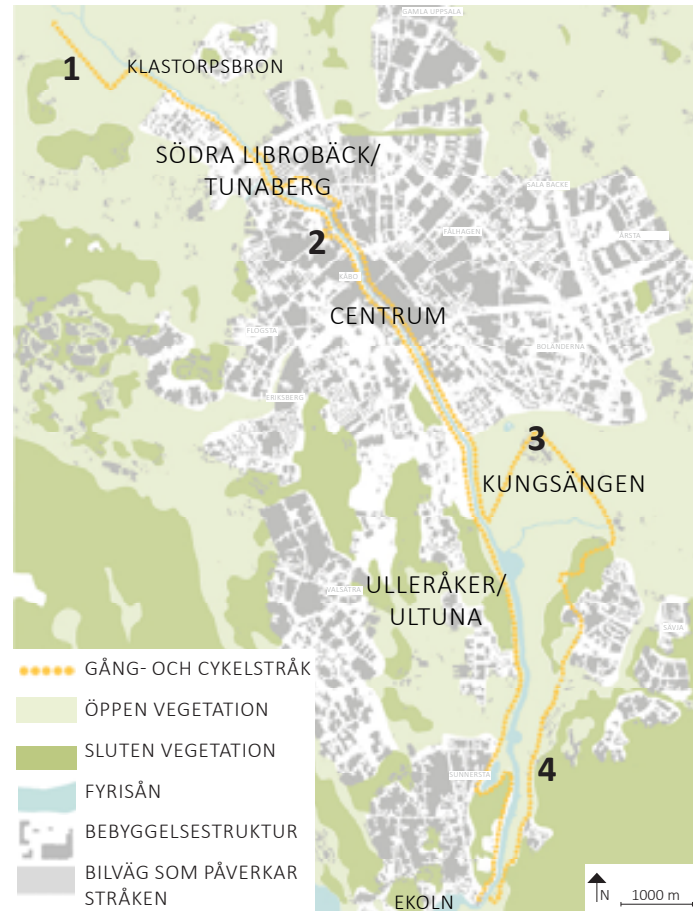 GAMLA UPPSALA
1
KLASTORPSBRON
SÖDRA LIBROBÄCK/
TUNABERG
SALA BACKE
2
FÅLHAGEN
ÅRSTA
KÅBO
CENTRUM
FLOGSTA
BOLÄNDERNA
ERIKSBERG
3
KUNGSÄNGEN
ULLERÅKER/
ULTUNA
VALSÄTRA
SÄVJA
GÅNG- OCH CYKELSTRÅK
ÖPPEN VEGETATION
SLUTEN VEGETATION
FYRISÅN
BEBYGGELSESTRUKTUR
BILVÄG SOM PÅVERKAR
STRÅKEN
SUNNERSTA
4
EKOLN
N
1000 m